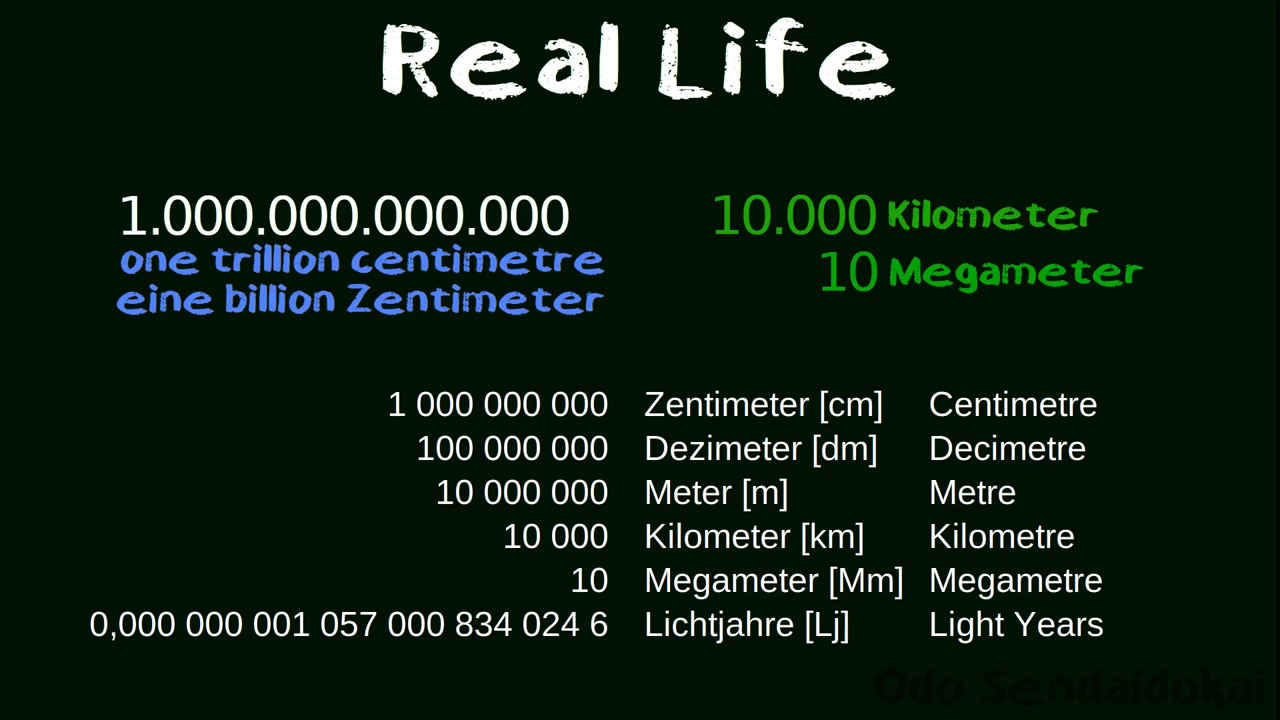 Real Life
1.000.000.000.000
one trillion centimetre
eine billion Zentimeter
10.000 Kilometer
10 Megameter
1 000 000 000 Zentimeter [cm] Centimetre
100 000 000 Dezimeter [dm] Decimetre
10 000 000 Meter [m] Metre
10 000 Kilometer [km] Kilometre
10 Megameter [Mm] Megametre
0,000 000 001 057 000 834 024 6 Lichtjahre [Lj] Light Years
Odo Sendaidokai